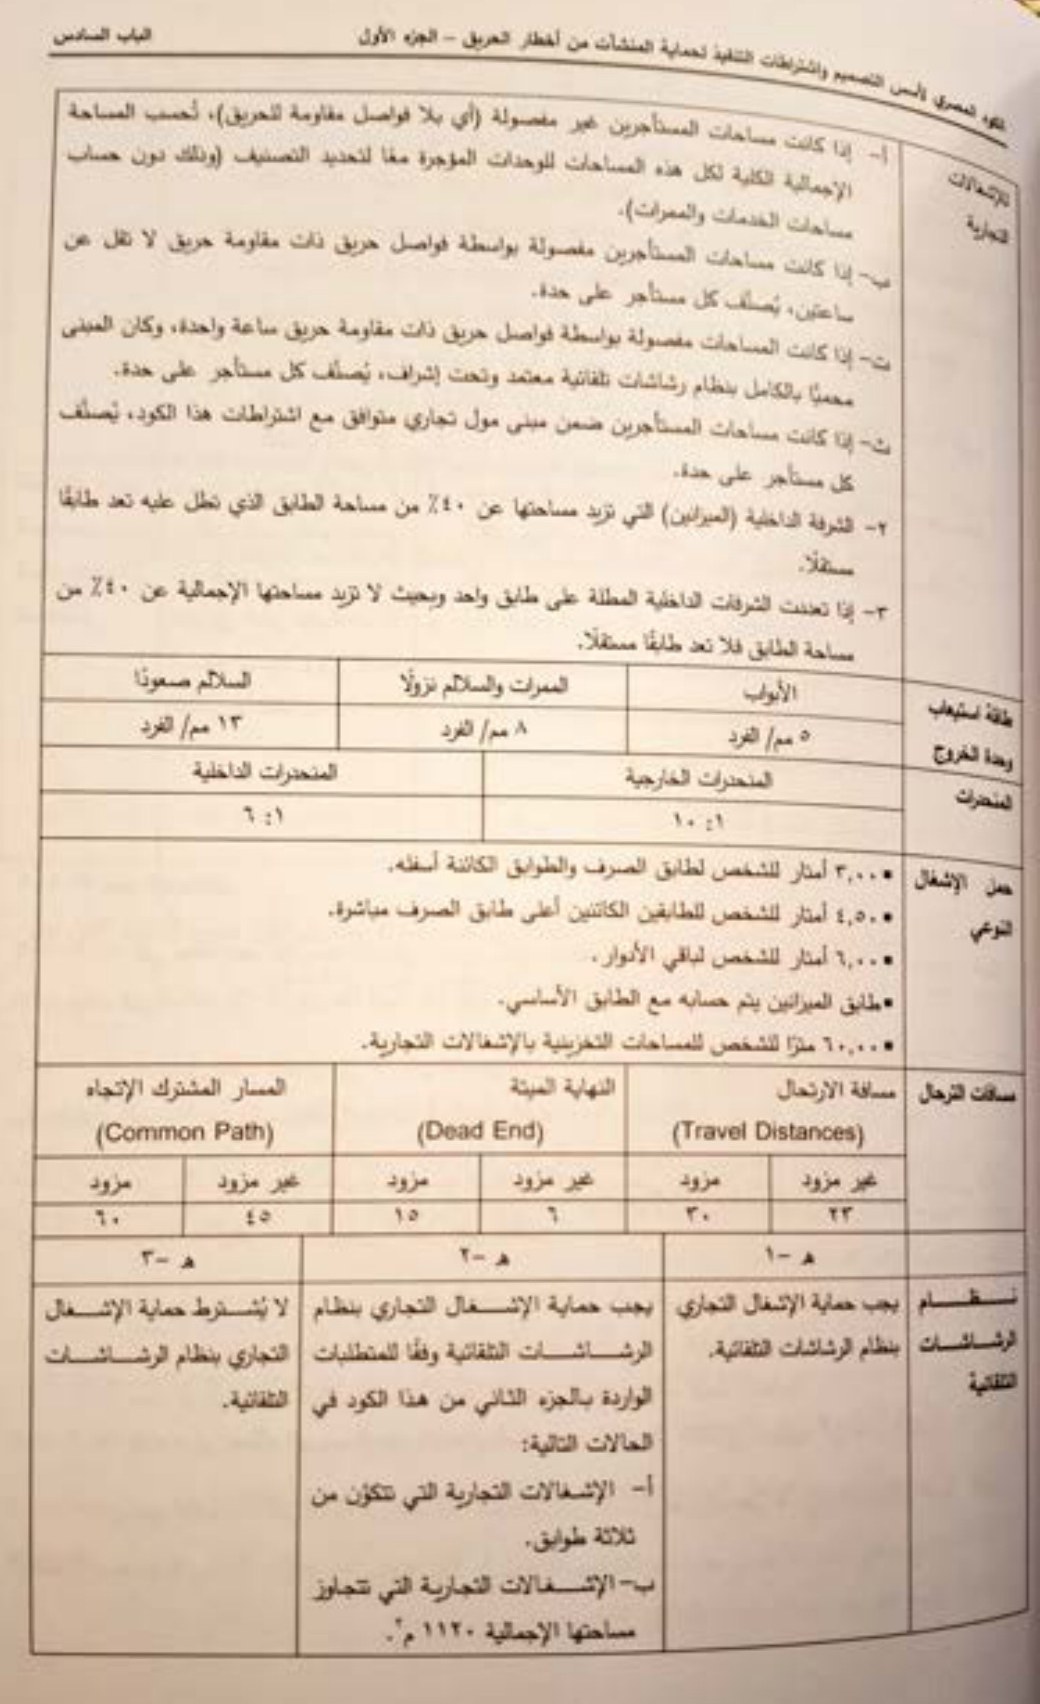 الكود المصري لأسس التصميم واشتراطات التنفيذ لحماية المنشآت من أخطار الحريق – الجزء الأول
الباب السادس
للإشغالات
التجارية
أ- إذا كانت مساحات المستأجرين غير مفصولة (أي بلا فواصل مقاومة للحريق)، تُحسب المساحة
الإجمالية الكلية لكل هذه المساحات للوحدات المؤجرة معًا لتحديد التصنيف (وذلك دون حساب
مساحات الخدمات والممرات).
ب- إذا كانت مساحات المستأجرين مفصولة بواسطة فواصل حريق ذات مقاومة حريق لا تقل عن
ساعتين، يُصنَّف كل مستأجر على حدة.
ت- إذا كانت المساحات مفصولة بواسطة فواصل حريق ذات مقاومة حريق ساعة واحدة، وكان المبنى
محميًا بالكامل بنظام رشاشات تلقائية معتمد وتحت إشراف، يُصنَّف كل مستأجر على حدة.
ث- إذا كانت مساحات المستأجرين ضمن مبنى مول تجاري متوافق مع اشتراطات هذا الكود، يُصنَّف
كل مستأجر على حدة.
٢- الشرفة الداخلية (الميزانين) التي تزيد مساحتها عن ٤٠٪ من مساحة الطابق الذي تطل عليه تعد طابقًا
مستقلًا.
٣- إذا تعددت الشرفات الداخلية المطلة على طابق واحد وبحيث لا تزيد مساحتها الإجمالية عن ٤٠٪ من
مساحة الطابق فلا تعد طابقًا مستقلًا.
طاقة استيعاب
وحدة الخروج
الأبواب
الممرات والسلالم نزولًا
السلالم صعودًا
٥ مم/ الفرد
٨ مم/ الفرد
١٣ مم/ الفرد
المنحدرات
المنحدرات الخارجية
المنحدرات الداخلية
١: ١٠
١: ٦
حمل الإشغال
النوعي
▪ ٣,٠٠ أمتار للشخص لطابق الصرف والطوابق الكائنة أسفله.
▪ ٤,٥٠ أمتار للشخص للطابقين الكائنين أعلى طابق الصرف مباشرة.
▪ ٦,٠٠ أمتار للشخص لباقي الأدوار.
▪ طابق الميزانين يتم حسابه مع الطابق الأساسي.
▪ ٦٠,٠٠ مترًا للشخص للمساحات التخزينية بالإشغالات التجارية.
مسافات الترحال
مسافة الارتحال
(Travel Distances)
النهاية الميتة
(Dead End)
المسار المشترك الإتجاه
(Common Path)
غير مزود
مزود
غير مزود
مزود
غير مزود
مزود
٢٣
٣٠
٦
١٥
٤٥
٦٠
هـ -١
هـ -٢
هـ -٣
نظام
الرشاشات
التلقائية
يجب حماية الإشغال التجاري
بنظام الرشاشات التلقائية.
يجب حماية الإشغال التجاري بنظام
الرشاشات التلقائية وفقًا للمتطلبات
الواردة بالجزء الثاني من هذا الكود في
الحالات التالية:
أ- الإشغالات التجارية التي تتكون من
ثلاثة طوابق.
ب- الإشغالات التجارية التي تتجاوز
مساحتها الإجمالية ١١٢٠ م٢.
لا يُشترط حماية الإشغال
التجاري بنظام الرشاشات
التلقائية.